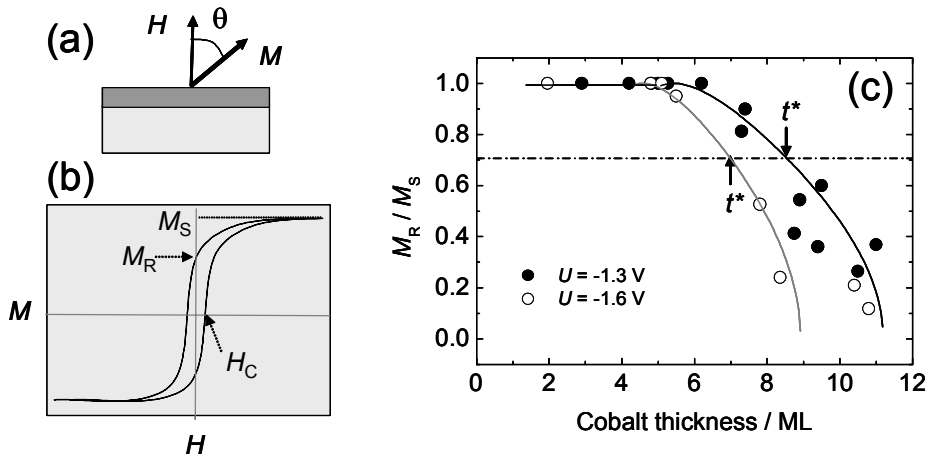 (a)
H
θ
M
(b)
M_S
M_R
M
H_C
H
(c)
t*
t*
M_R / M_S
1.0
0.8
0.6
0.4
0.2
0.0
U = -1.3 V
U = -1.6 V
0 2 4 6 8 10 12
Cobalt thickness / ML